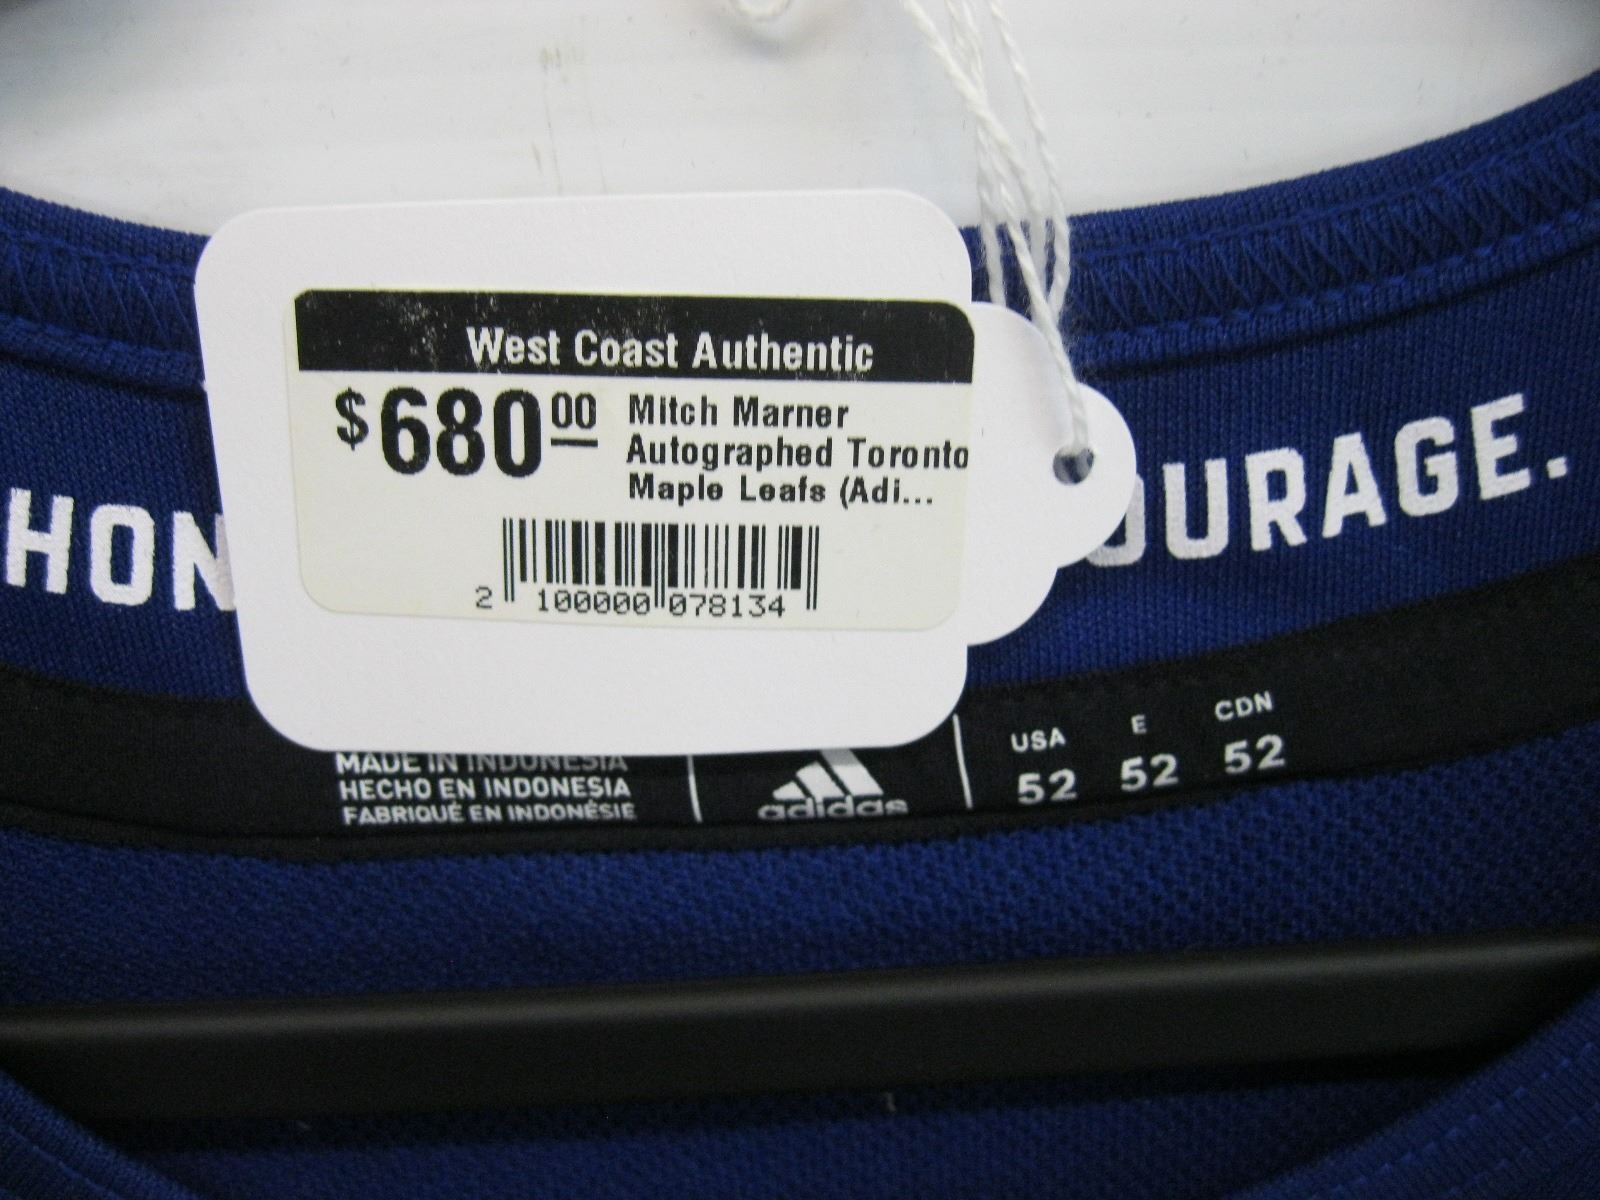 West Coast Authentic
$680 00
Mitch Marner
Autographed Toronto
Maple Leafs (Adi...
2 100000 078134
HON
OURAGE.
MADE IN INDONESIA
HECHO EN INDONESIA
FABRIQUÉ EN INDONÉSIE
adidas
USA E CDN
52 52 52